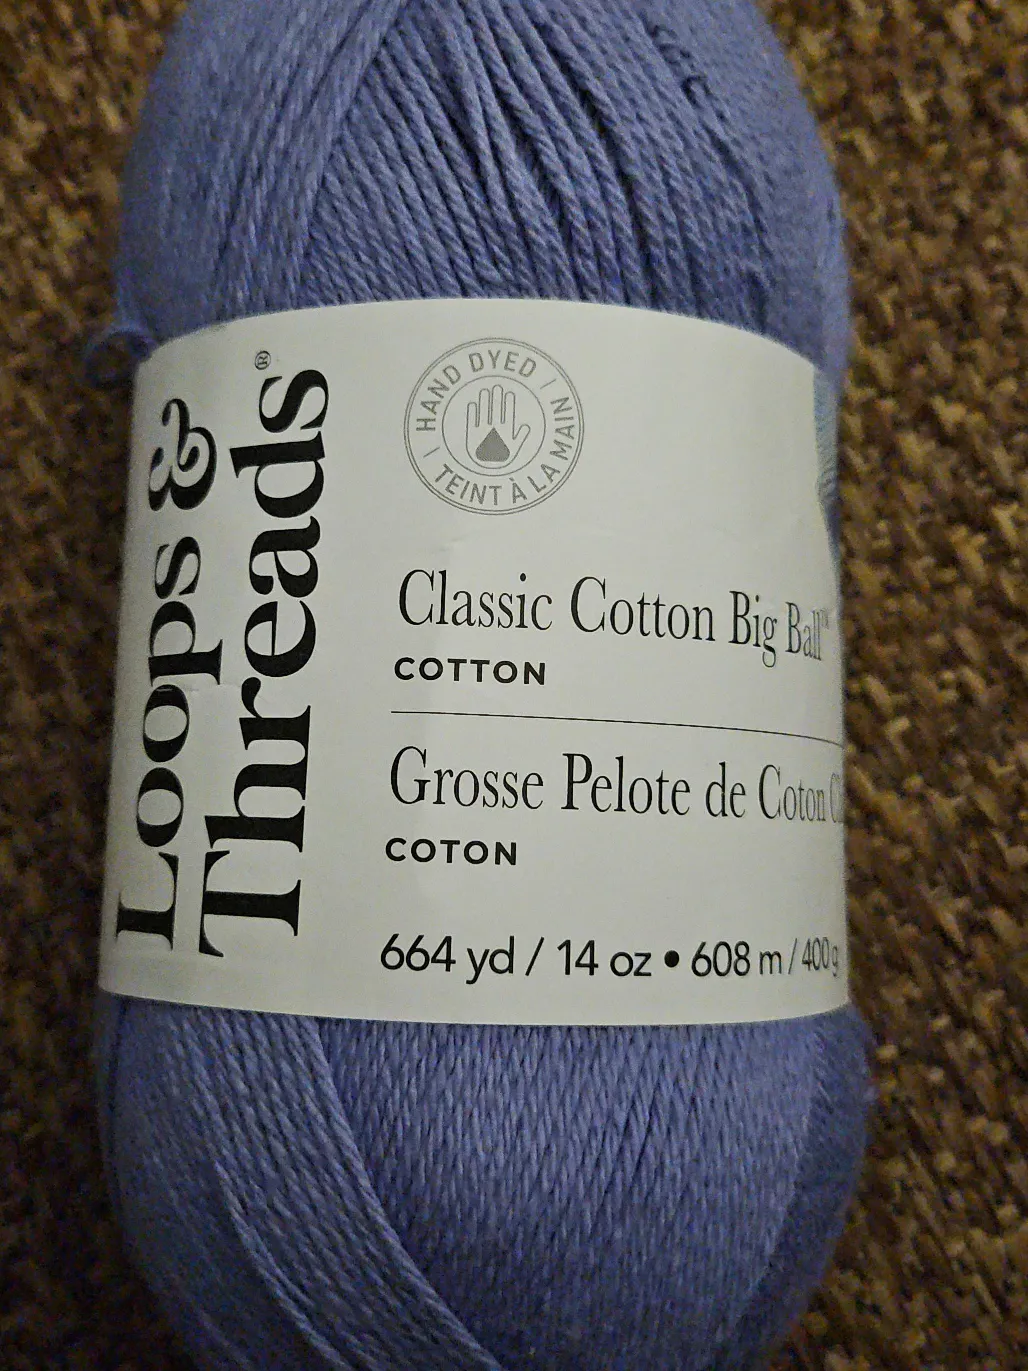 Loops &
Threads®
HAND DYED / TEINT À LA MAIN /
Classic Cotton Big Ball™
COTTON
Grosse Pelote de Coton
COTON
664 yd / 14 oz • 608 m / 400 g